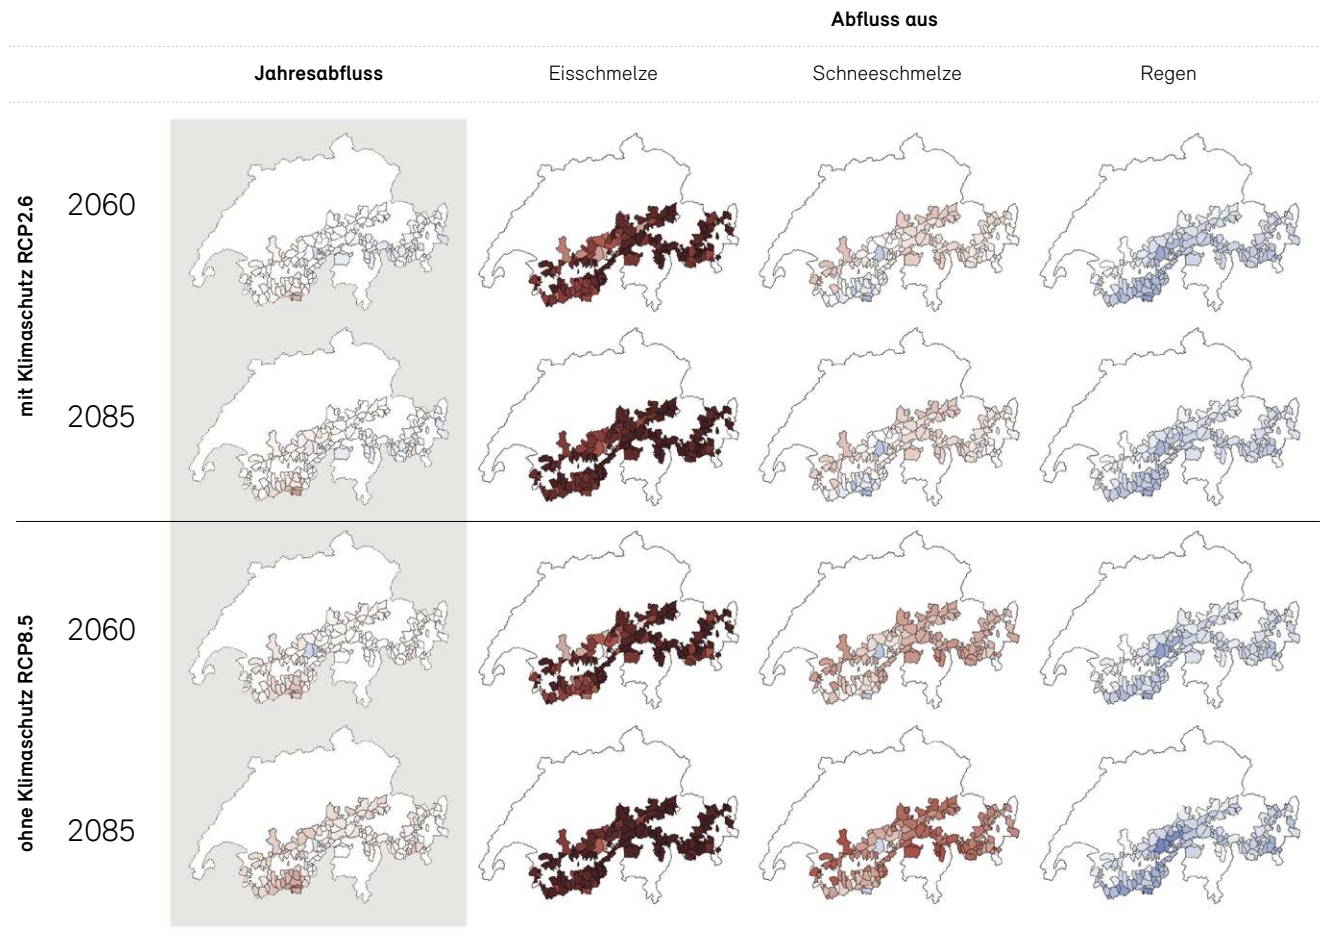 Abfluss aus
Jahresabfluss
Eisschmelze
Schneeschmelze
Regen
mit Klimaschutz RCP2.6
2060
2085
ohne Klimaschutz RCP8.5
2060
2085